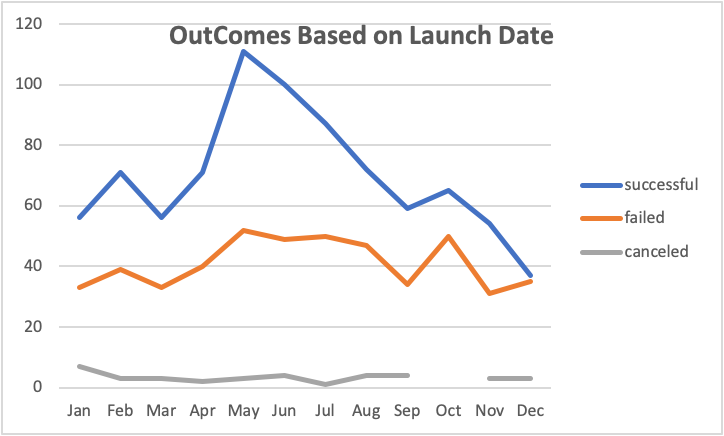 OutComes Based on Launch Date
120
100
80
60
40
20
0
Jan Feb Mar Apr May Jun Jul Aug Sep Oct Nov Dec
successful
failed
canceled